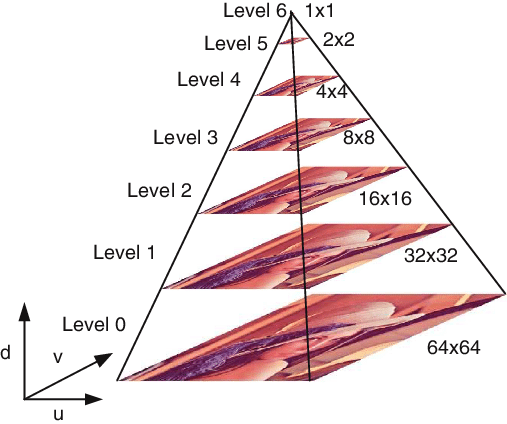 Level 6 1x1
Level 5 2x2
Level 4 4x4
Level 3 8x8
Level 2 16x16
Level 1 32x32
Level 0 64x64
d
v
u